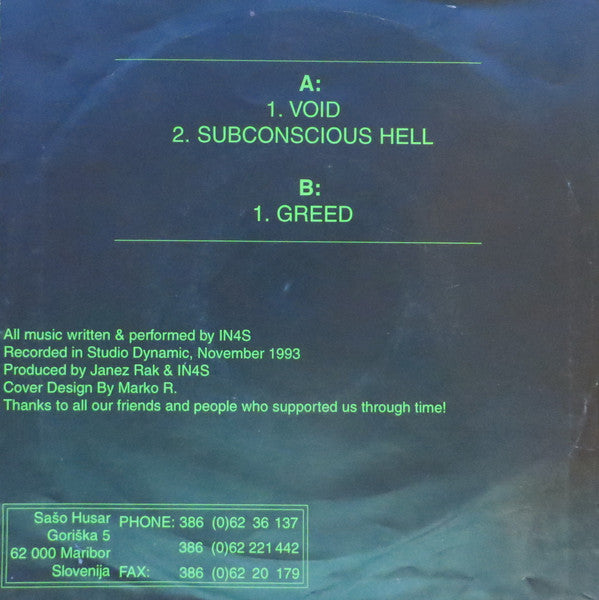 A:
1. VOID
2. SUBCONSCIOUS HELL
B:
1. GREED
All music written & performed by IN4S
Recorded in Studio Dynamic, November 1993
Produced by Janez Rak & IN4S
Cover Design By Marko R.
Thanks to all our friends and people who supported us through time!
Sašo Husar PHONE: 386 (0)62 36 137
Goriška 5
62 000 Maribor 386 (0)62 221 442
Slovenija FAX: 386 (0)62 20 179